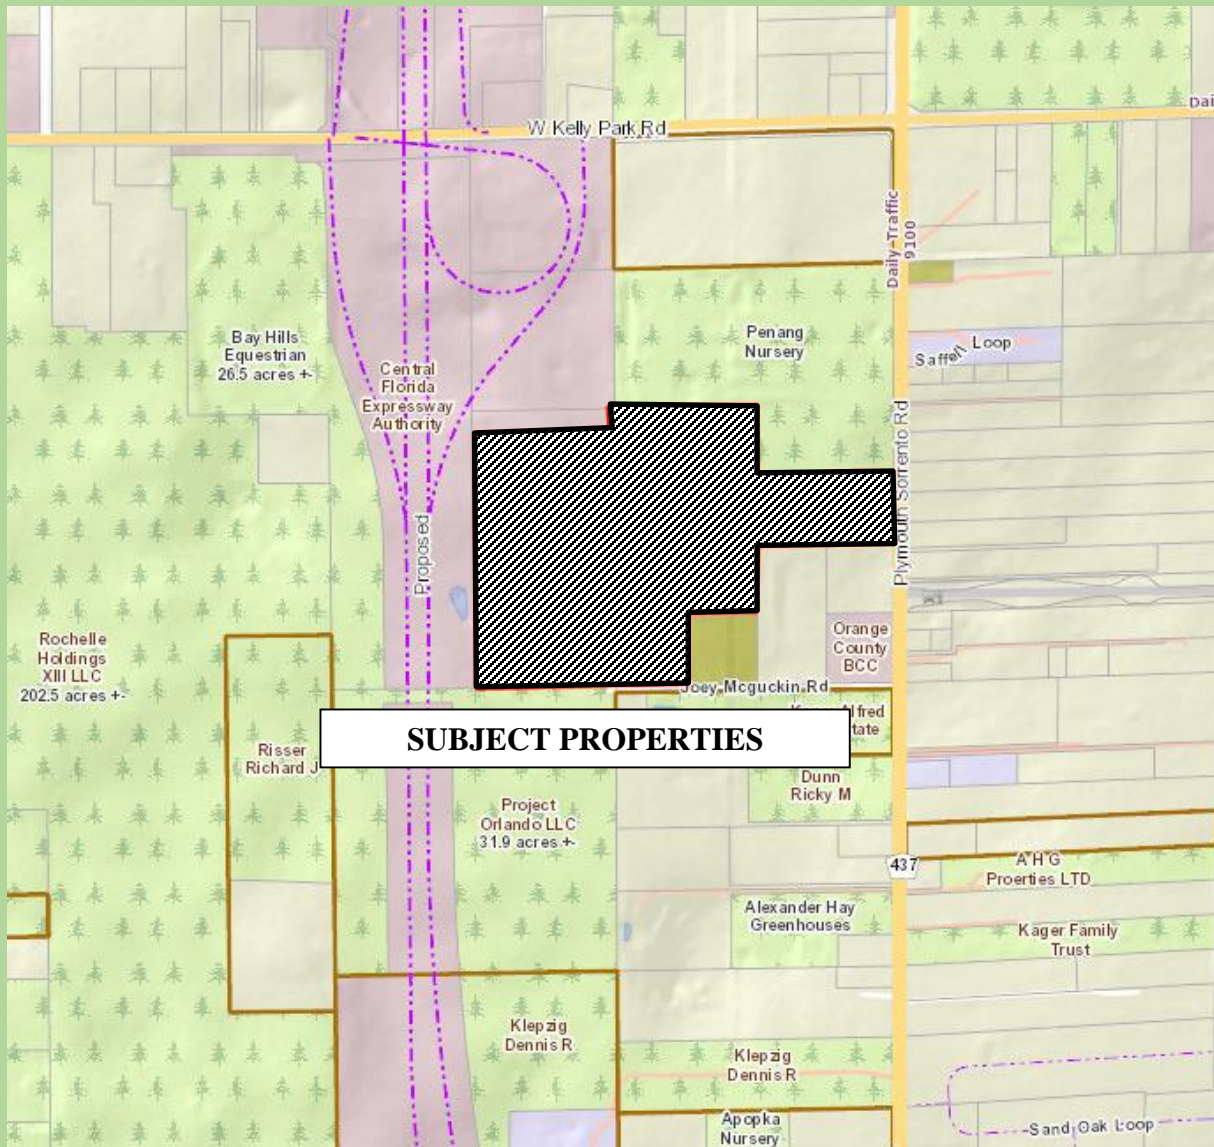 Dai
W Kelly Park Rd
Daily-Traffic
9100
Bay Hills
Equestrian
26.5 acres +-
Penang
Nursery
Saffell Loop
Central
Florida
Expressway
Authority
Plymouth Sorrento Rd
Proposed
Rochelle
Holdings
XIII LLC
202.5 acres +-
Orange
County
BCC
Joey Mcguckin Rd
lfred
tate
SUBJECT PROPERTIES
Risser
Richard J
Dunn
Ricky M
Project
Orlando LLC
31.9 acres +-
437
A H G
Proerties LTD
Alexander Hay
Greenhouses
Kager Family
Trust
Klepzig
Dennis R
Klepzig
Dennis R
Apopka
Nursery
Sand Oak Loop